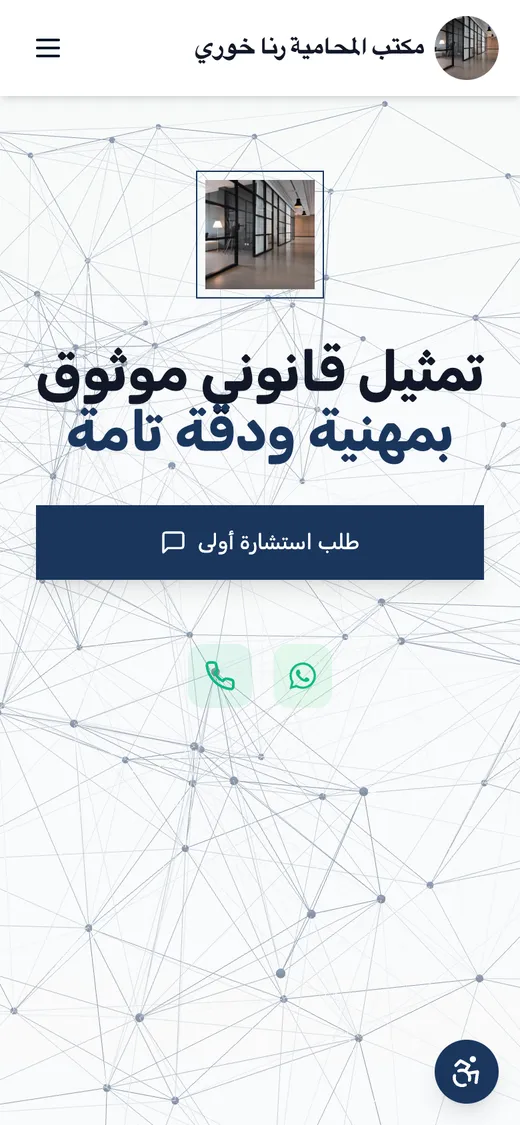 مكتب المحامية رنا خوري
تمثيل قانوني موثوق
بمهنية ودقة تامة
طلب استشارة أولى